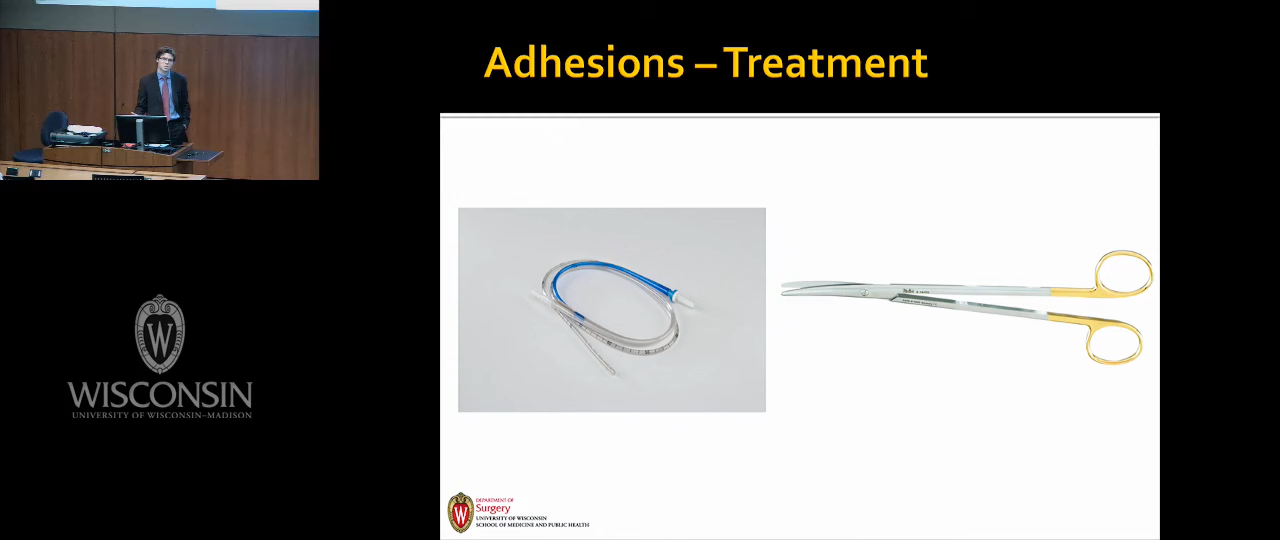 Adhesions – Treatment
W
WISCONSIN
UNIVERSITY OF WISCONSIN–MADISON
W
DEPARTMENT OF
Surgery
UNIVERSITY OF WISCONSIN
SCHOOL OF MEDICINE AND PUBLIC HEALTH